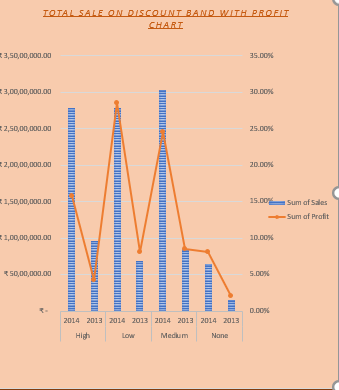 TOTAL SALE ON DISCOUNT BAND WITH PROFIT
CHART
₹ 3,50,00,000.00
35.00%
₹ 3,00,00,000.00
30.00%
₹ 2,50,00,000.00
25.00%
₹ 2,00,00,000.00
20.00%
₹ 1,50,00,000.00
15.00%
Sum of Sales
Sum of Profit
₹ 1,00,00,000.00
10.00%
₹ 50,00,000.00
5.00%
₹ -
0.00%
2014 2013 2014 2013 2014 2013 2014 2013
High Low Medium None